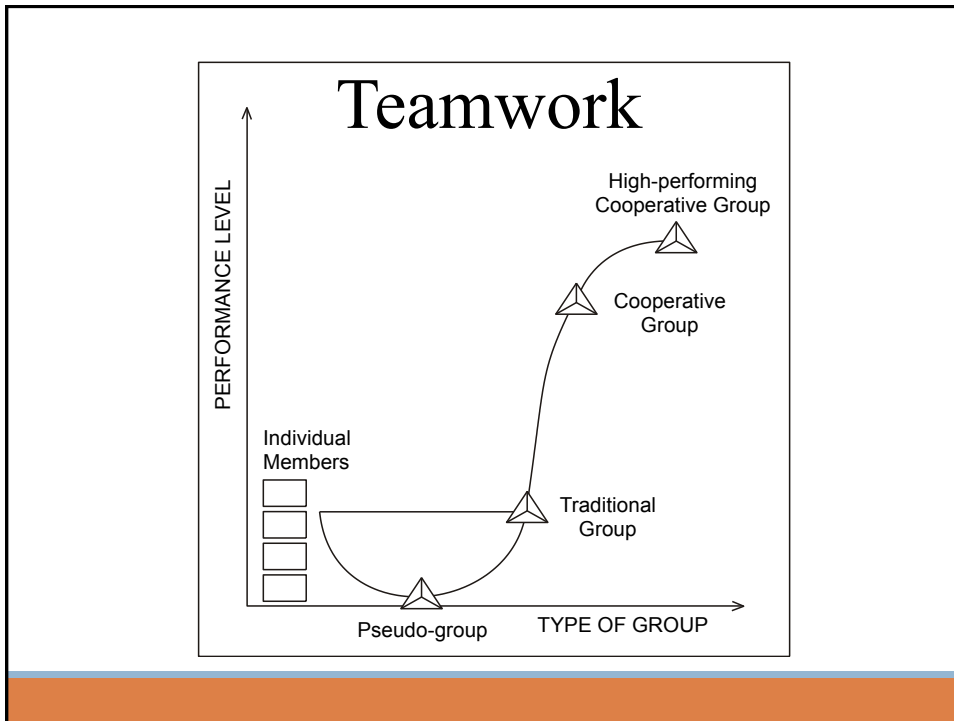 Teamwork
PERFORMANCE LEVEL
High-performing
Cooperative Group
Cooperative
Group
Individual
Members
Traditional
Group
Pseudo-group
TYPE OF GROUP